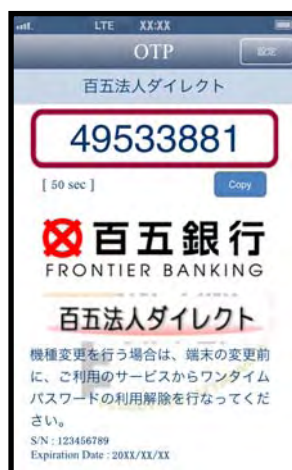 LTE XX:XX
OTP 設定
百五法人ダイレクト
49533881
[ 50 sec ] Copy
百五銀行
FRONTIER BANKING
百五法人ダイレクト
機種変更を行う場合は、端末の変更前
に、ご利用のサービスからワンタイム
パスワードの利用解除を行なってくだ
さい。
S/N : 123456789
Expiration Date : 20XX/XX/XX